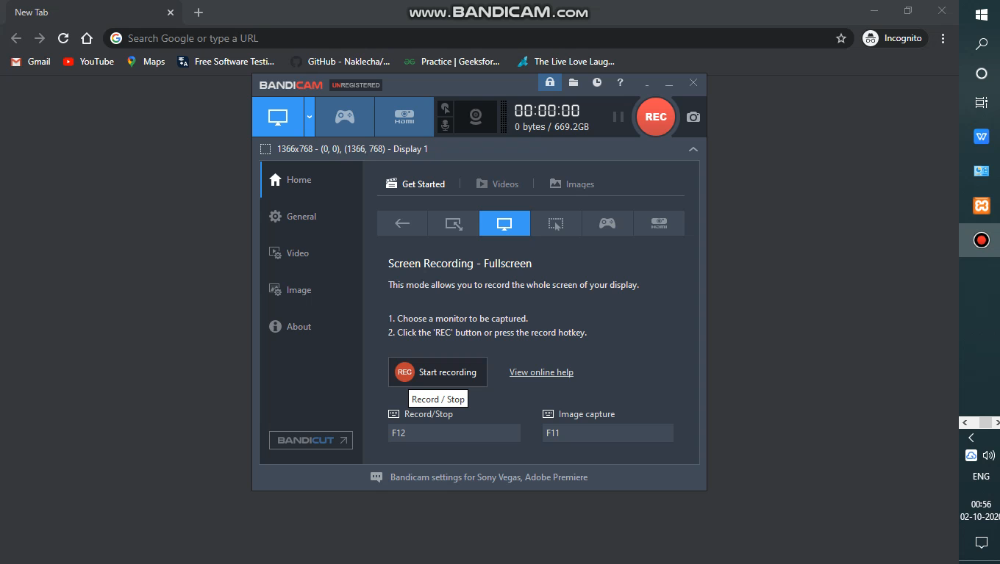 New Tab
www.BANDICAM.com
Search Google or type a URL
Incognito
Gmail
YouTube
Maps
Free Software Testi...
GitHub - Naklecha/...
Practice | Geeksfor...
The Live Love Laug...
BANDICAM
UNREGISTERED
?
HDMI
00:00:00
0 bytes / 669.2GB
REC
1366x768 - (0, 0), (1366, 768) - Display 1
Home
General
Video
Image
About
BANDICUT
Get Started
Videos
Images
HDMI
Screen Recording - Fullscreen
This mode allows you to record the whole screen of your display.
1. Choose a monitor to be captured.
2. Click the 'REC' button or press the record hotkey.
REC
Start recording
View online help
Record / Stop
Record/Stop
Image capture
F12
F11
Bandicam settings for Sony Vegas, Adobe Premiere
ENG
00:56
02-10-2020